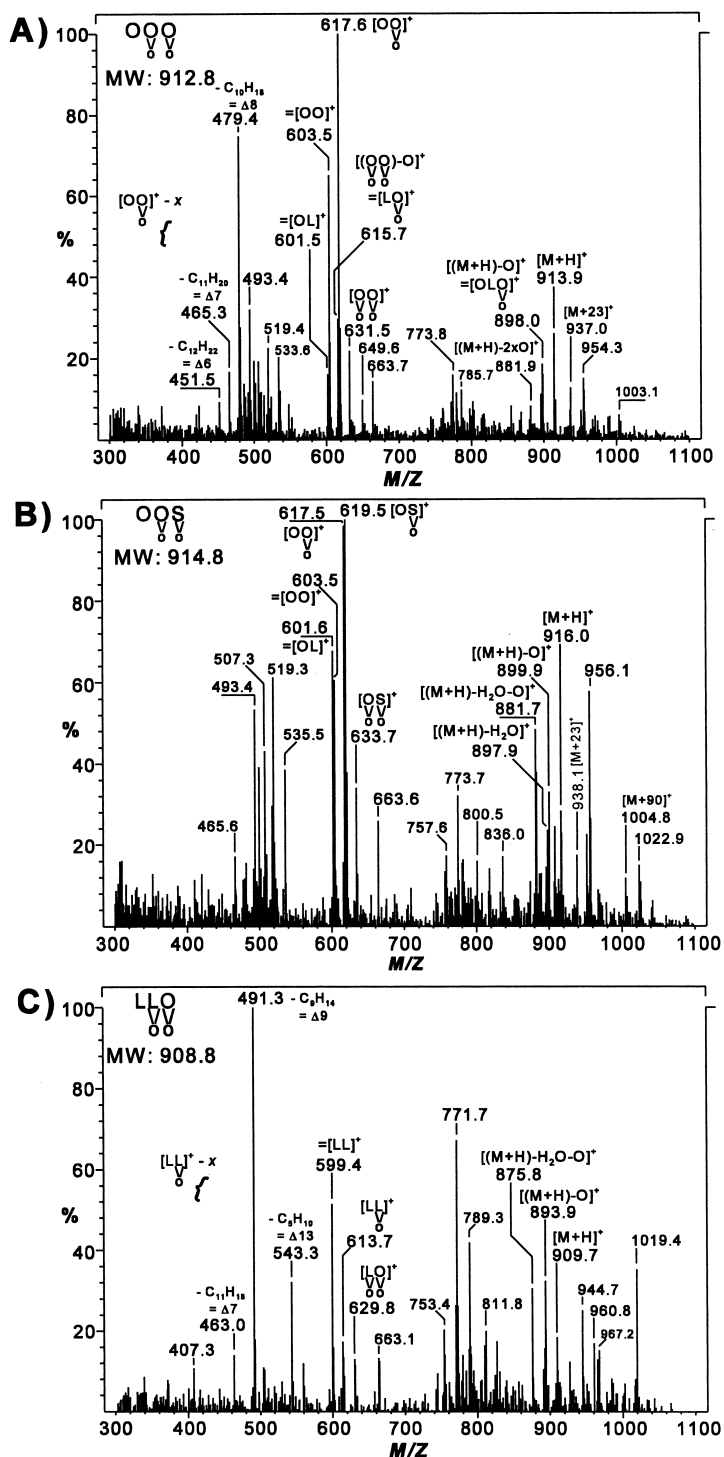 A)
OOO
V V
O O
MW: 912.8
617.6 [OO]+
V
O
- C10H18
= Δ8
479.4
=[OO]+
603.5
[(OO)-O]+
V V
O O
=[LO]+
V
O
615.7
=[OL]+
601.5
[OO]+ - x
V
O
{
- C11H20
= Δ7
465.3
493.4
- C12H22
= Δ6
451.5
519.4
533.6
[OO]+
V V
O O
631.5
649.6
663.7
773.8
785.7
[(M+H)-2xO]+
881.9
[(M+H)-O]+
=[OLO]+
V
O
898.0
[M+H]+
913.9
[M+23]+
937.0
954.3
1003.1
100
80
60
%
40
20
300 400 500 600 700 800 900 1000 1100
M/Z
B)
OOS
V V
O O
MW: 914.8
617.5
[OO]+
V
O
619.5 [OS]+
V
O
603.5
=[OO]+
601.6
=[OL]+
507.3
519.3
493.4
535.5
465.6
[OS]+
V V
O O
633.7
663.6
757.6
773.7
800.5
836.0
[M+H]+
916.0
[(M+H)-O]+
899.9
[(M+H)-H2O-O]+
881.7
[(M+H)-H2O]+
897.9
938.1 [M+23]+
956.1
[M+90]+
1004.8
1022.9
100
80
60
%
40
20
300 400 500 600 700 800 900 1000 1100
M/Z
C)
LLO
V V
O O
MW: 908.8
491.3 - C9H14
= Δ9
[LL]+ - x
V
O
{
=[LL]+
599.4
[LL]+
V
O
613.7
- C5H10
= Δ13
543.3
[LO]+
V V
O O
629.8
- C11H18
= Δ7
463.0
407.3
663.1
753.4
771.7
789.3
811.8
[(M+H)-H2O-O]+
875.8
[(M+H)-O]+
893.9
[M+H]+
909.7
944.7
960.8
967.2
1019.4
100
80
60
%
40
20
300 400 500 600 700 800 900 1000
M/Z